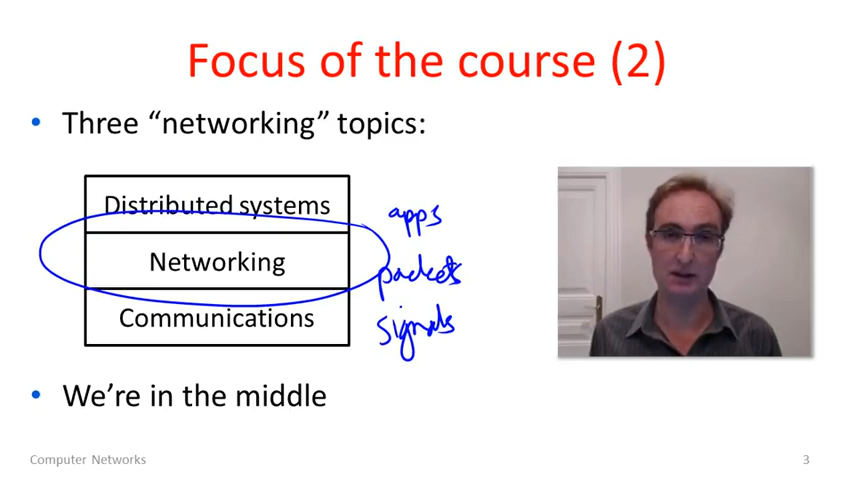 Focus of the course (2)
• Three “networking” topics:
Distributed systems
apps
Networking
packets
Communications
signals
• We’re in the middle
Computer Networks
3